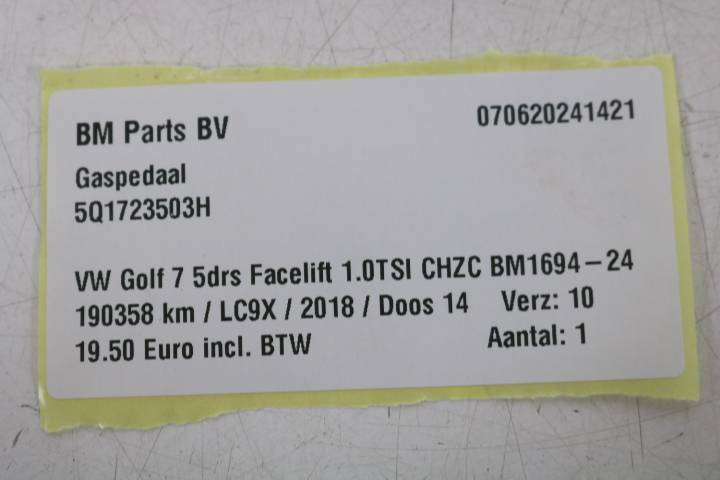 BM Parts BV 070620241421
Gaspedaal
5Q1723503H
VW Golf 7 5drs Facelift 1.0TSI CHZC BM1694-24
190358 km / LC9X / 2018 / Doos 14 Verz: 10
19.50 Euro incl. BTW Aantal: 1